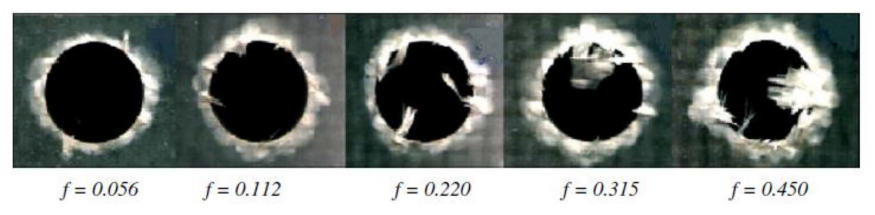 f = 0.056 f = 0.112 f = 0.220 f = 0.315 f = 0.450